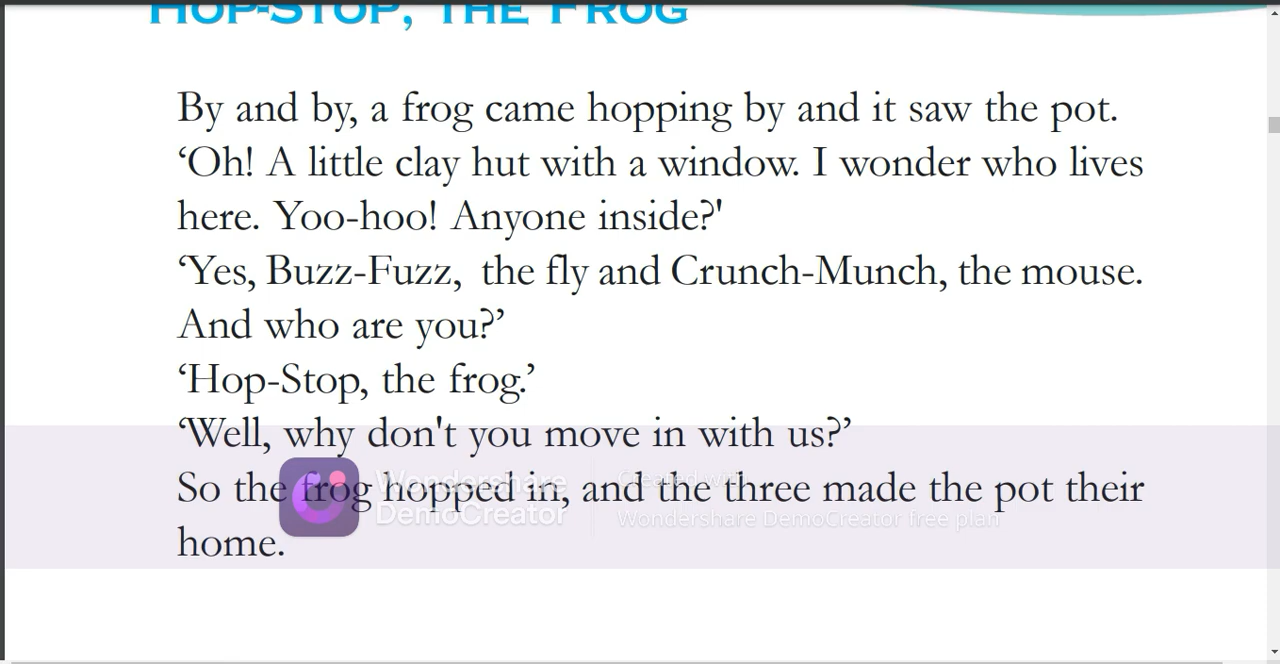 HOP-STOP, THE FROG
By and by, a frog came hopping by and it saw the pot.
‘Oh! A little clay hut with a window. I wonder who lives
here. Yoo-hoo! Anyone inside?'
‘Yes, Buzz-Fuzz, the fly and Crunch-Munch, the mouse.
And who are you?’
‘Hop-Stop, the frog.’
‘Well, why don't you move in with us?’
So the frog hopped in, and the three made the pot their
home.
Wondershare
DemoCreator
Created with
Wondershare DemoCreator free plan